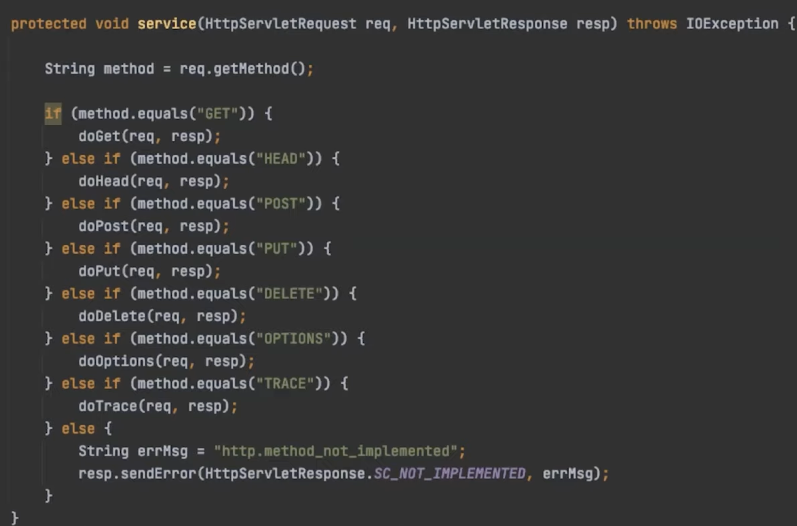 protected void service(HttpServletRequest req, HttpServletResponse resp) throws IOException {
String method = req.getMethod();
if (method.equals("GET")) {
doGet(req, resp);
} else if (method.equals("HEAD")) {
doHead(req, resp);
} else if (method.equals("POST")) {
doPost(req, resp);
} else if (method.equals("PUT")) {
doPut(req, resp);
} else if (method.equals("DELETE")) {
doDelete(req, resp);
} else if (method.equals("OPTIONS")) {
doOptions(req, resp);
} else if (method.equals("TRACE")) {
doTrace(req, resp);
} else {
String errMsg = "http.method_not_implemented";
resp.sendError(HttpServletResponse.SC_NOT_IMPLEMENTED, errMsg);
}
}